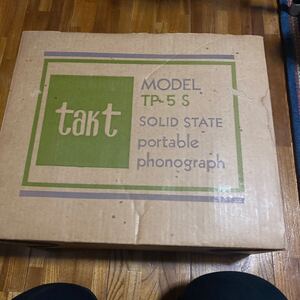 takt
MODEL
TP-5 S
SOLID STATE
portable
phonograph